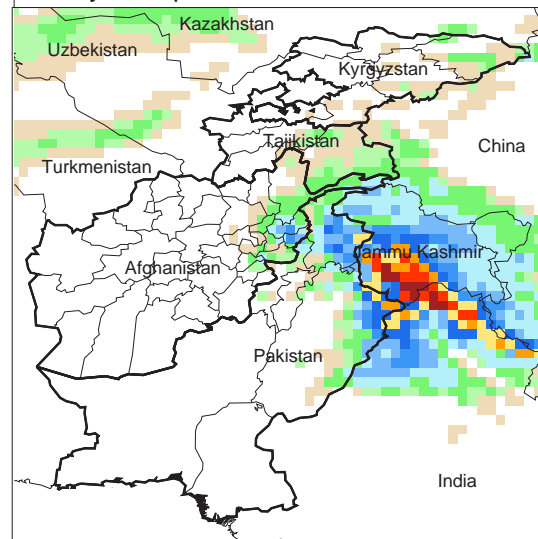 Kazakhstan
Uzbekistan
Kyrgyzstan
Tajikistan
China
Turkmenistan
Jammu Kashmir
Afghanistan
Pakistan
India